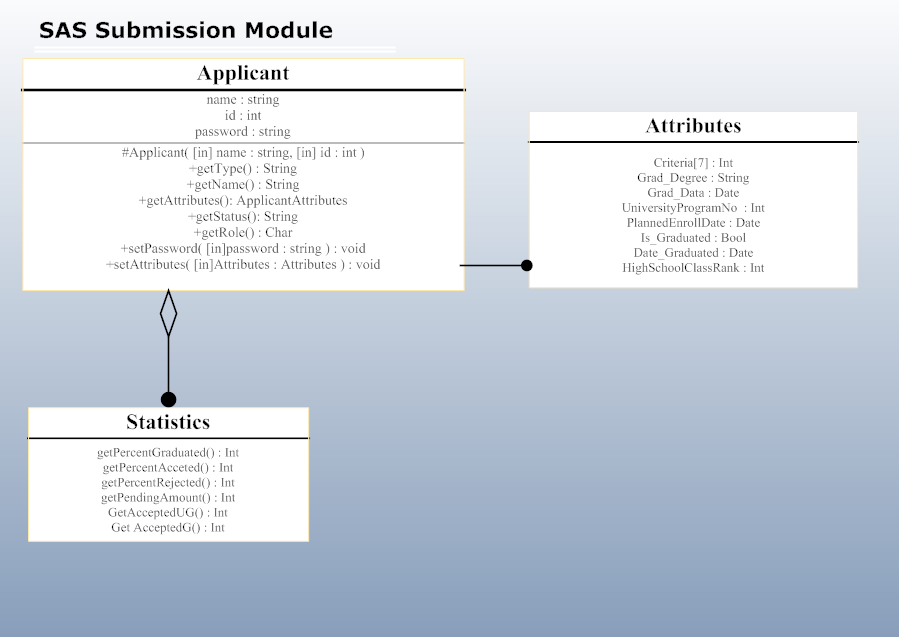 SAS Submission Module
Applicant
name : string
id : int
password : string
#Applicant( [in] name : string, [in] id : int )
+getType() : String
+getName() : String
+getAttributes(): ApplicantAttributes
+getStatus(): String
+getRole() : Char
+setPassword( [in]password : string ) : void
+setAttributes( [in]Attributes : Attributes ) : void
Attributes
Criteria[7] : Int
Grad_Degree : String
Grad_Data : Date
UniversityProgramNo  : Int
PlannedEnrollDate : Date
Is_Graduated : Bool
Date_Graduated : Date
HighSchoolClassRank : Int
Statistics
getPercentGraduated() : Int
getPercentAcceted() : Int
getPercentRejected() : Int
getPendingAmount() : Int
GetAcceptedUG() : Int
Get AcceptedG() : Int